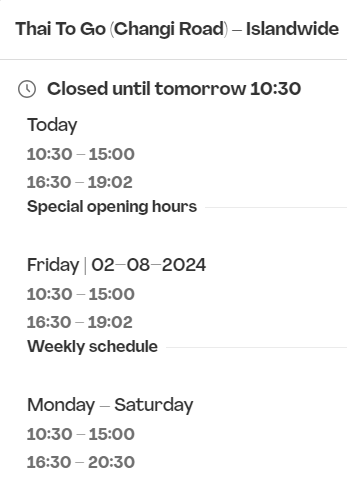 Thai To Go (Changi Road) – Islandwide
Closed until tomorrow 10:30
Today
10:30 – 15:00
16:30 – 19:02
Special opening hours
Friday | 02–08–2024
10:30 – 15:00
16:30 – 19:02
Weekly schedule
Monday – Saturday
10:30 – 15:00
16:30 – 20:30